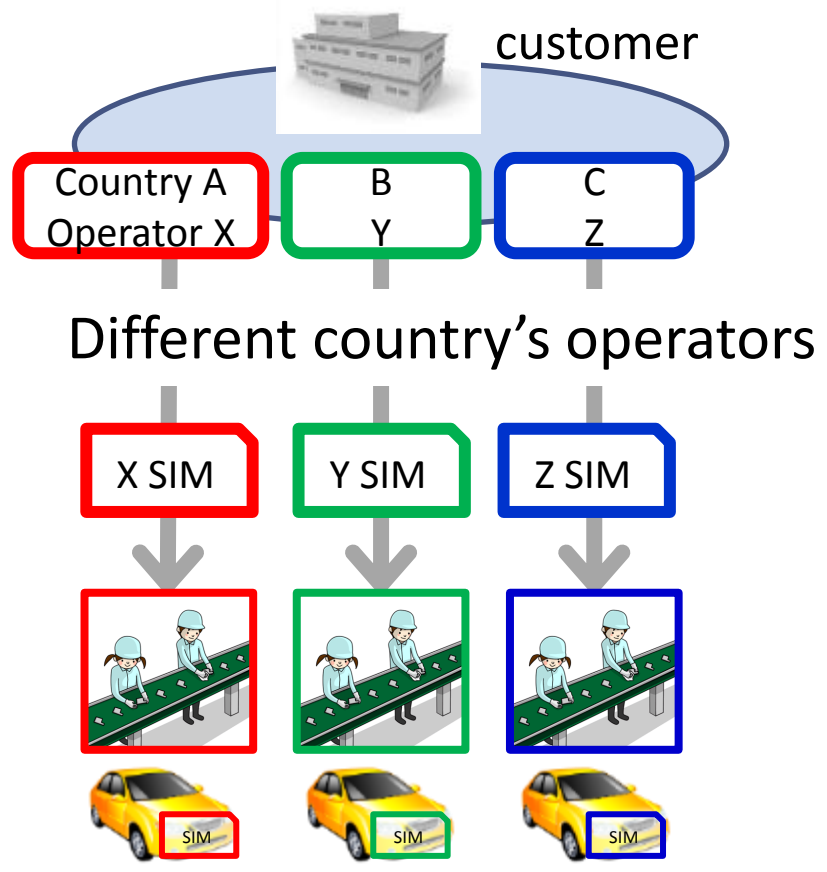 customer
Country A
Operator X
B
Y
C
Z
Different country’s operators
X SIM
Y SIM
Z SIM
SIM
SIM
SIM